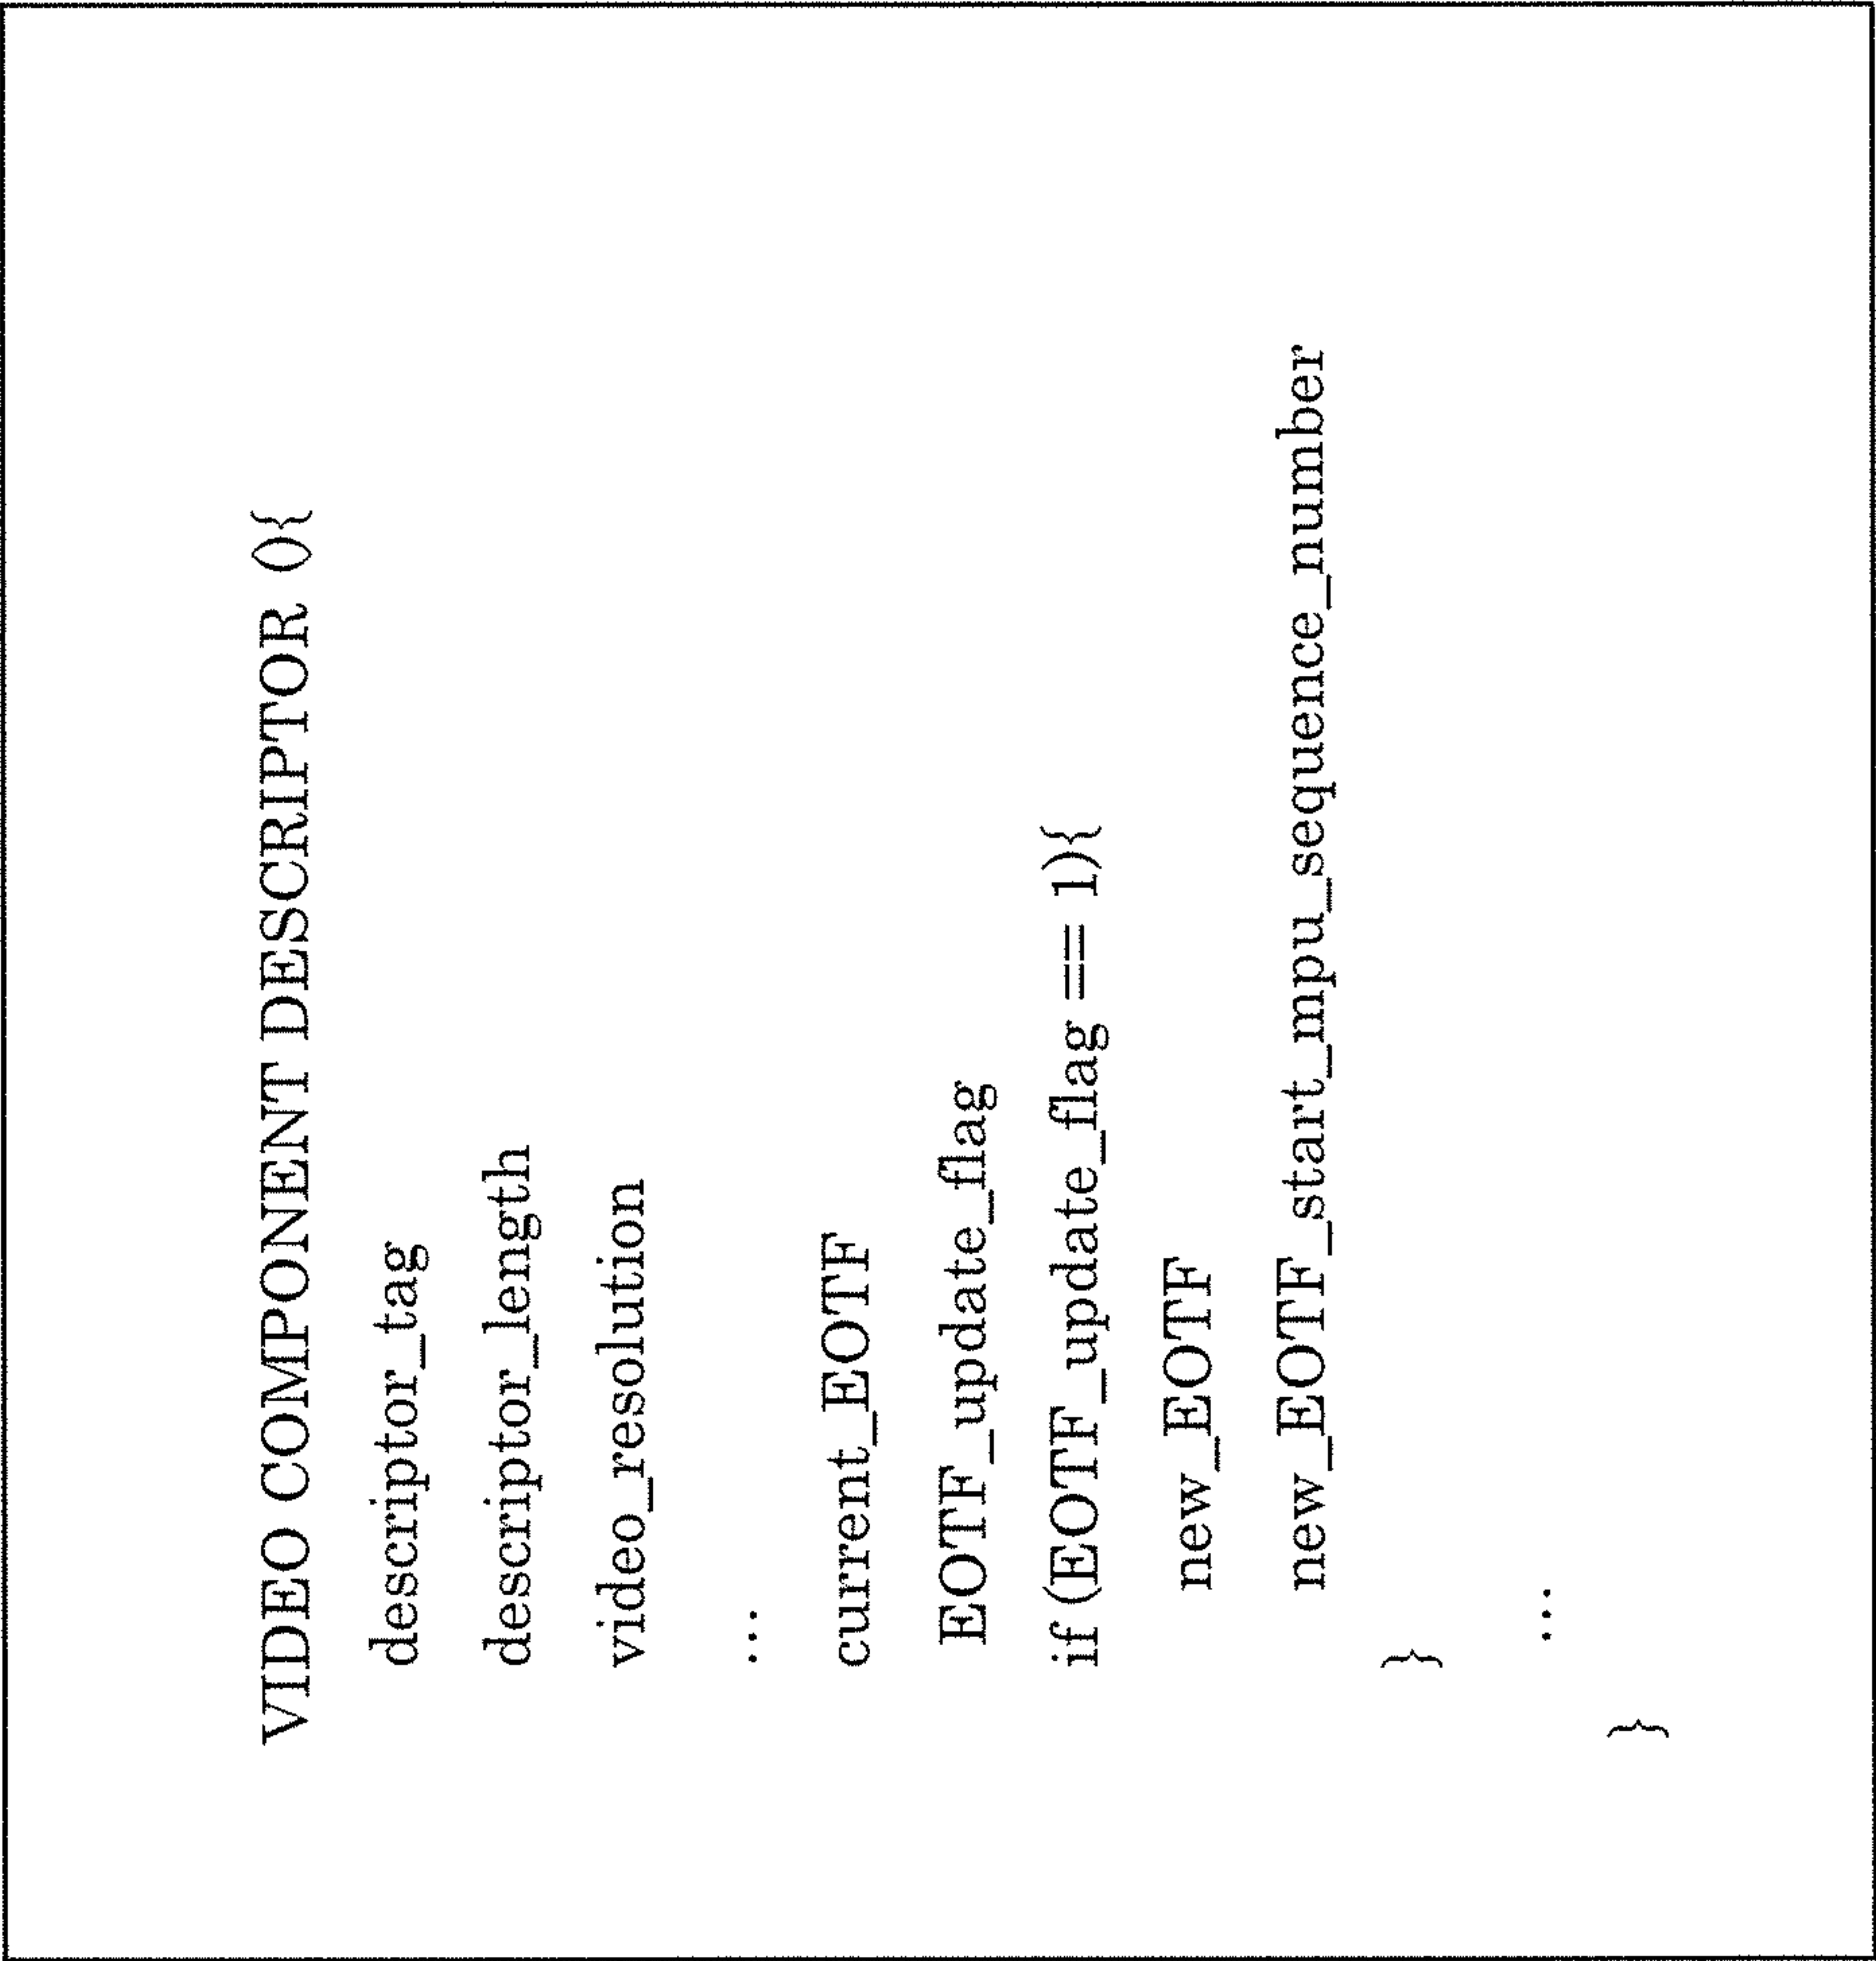 VIDEO COMPONENT DESCRIPTOR (){
descriptor_tag
descriptor_length
video_resolution
...
current_EOTF
EOTF_update_flag
if (EOTF_update_flag == 1){
new_EOTF
new_EOTF_start_mpu_sequence_number
}
...
}